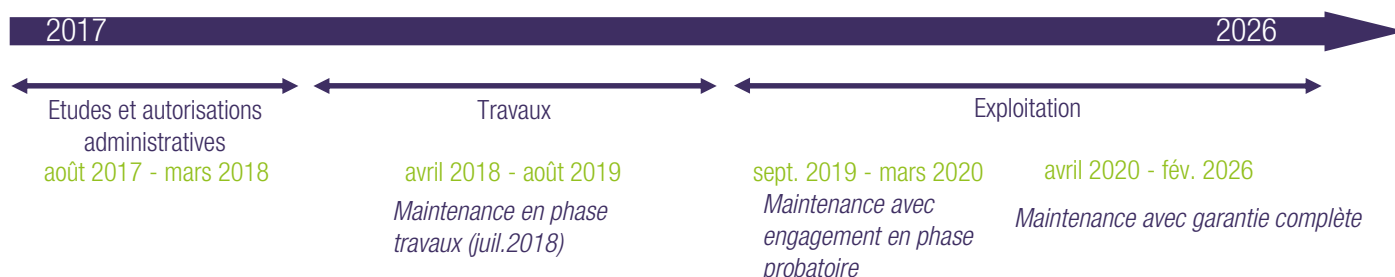 2017
2026
Etudes et autorisations
administratives
août 2017 - mars 2018
Travaux
avril 2018 - août 2019
Maintenance en phase
travaux (juil.2018)
Exploitation
sept. 2019 - mars 2020
Maintenance avec
engagement en phase
probatoire
avril 2020 - fév. 2026
Maintenance avec garantie complète